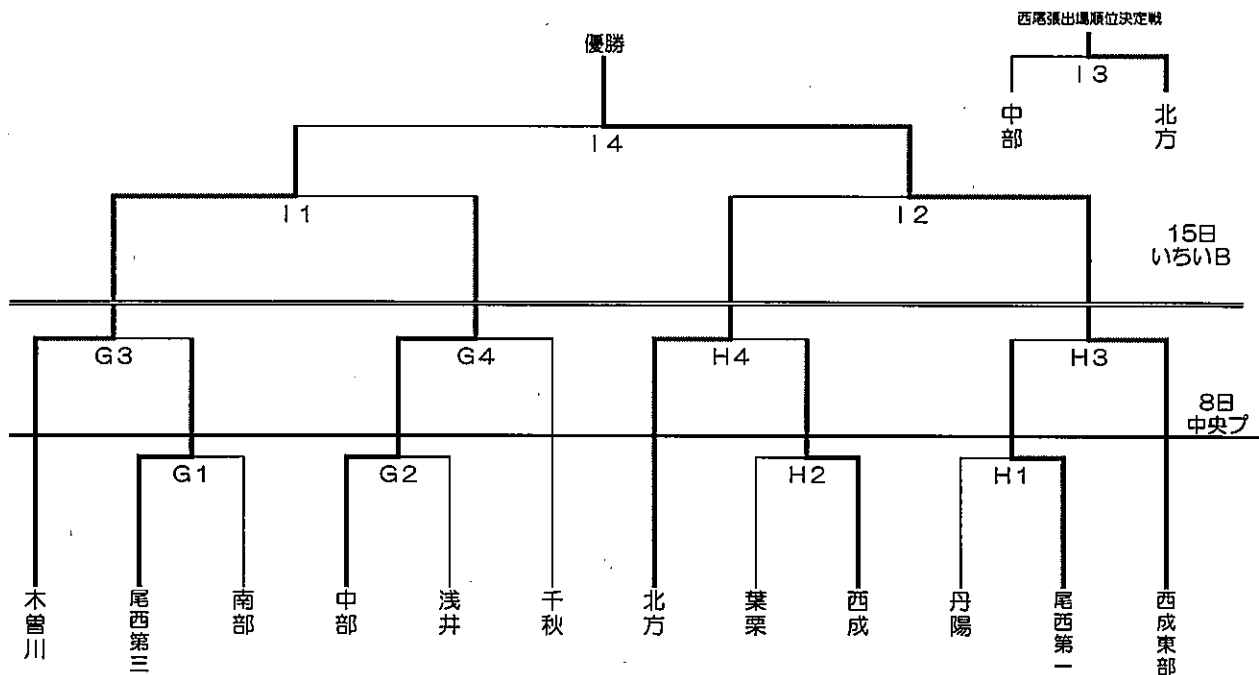 西尾張出場順位決定戦
優勝
I3
中部
北方
I4
I1
I2
15日
いちいB
G3
G4
H4
H3
8日
中央プ
G1
G2
H2
H1
木曽川
尾西第三
南部
中部
浅井
千秋
北方
葉栗
西成
丹陽
尾西第一
西成東部